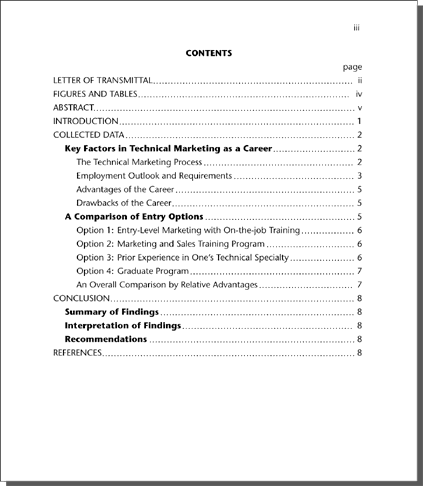 iii
CONTENTS
page
LETTER OF TRANSMITTAL........ ii
FIGURES AND TABLES........ iv
ABSTRACT........ v
INTRODUCTION........ 1
COLLECTED DATA........ 2
Key Factors in Technical Marketing as a Career........ 2
The Technical Marketing Process........ 2
Employment Outlook and Requirements........ 3
Advantages of the Career........ 5
Drawbacks of the Career........ 5
A Comparison of Entry Options........ 5
Option 1: Entry-Level Marketing with On-the-job Training........ 6
Option 2: Marketing and Sales Training Program........ 6
Option 3: Prior Experience in One's Technical Specialty........ 6
Option 4: Graduate Program........ 7
An Overall Comparison by Relative Advantages........ 7
CONCLUSION........ 8
Summary of Findings........ 8
Interpretation of Findings........ 8
Recommendations........ 8
REFERENCES........ 8